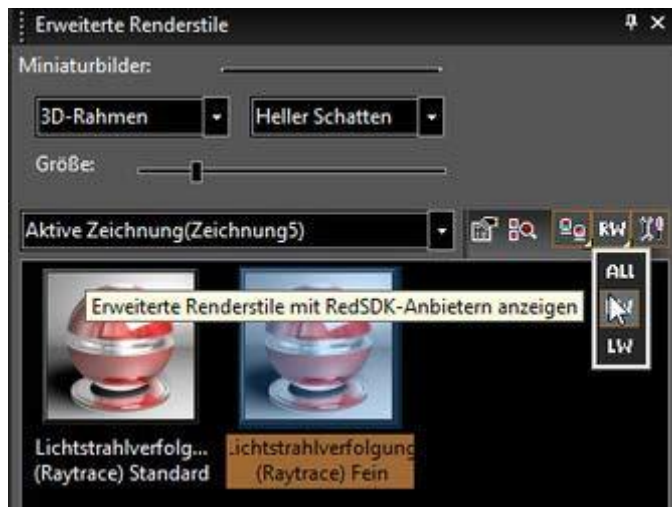 Erweiterte Renderstile
Miniaturbilder:
3D-Rahmen
Heller Schatten
Größe:
Aktive Zeichnung(Zeichnung5)
RW
ALL
Erweiterte Renderstile mit RedSDK-Anbietern anzeigen
LW
Lichtstrahlverfolg...
(Raytrace) Standard
Lichtstrahlverfolgung
(Raytrace) Fein